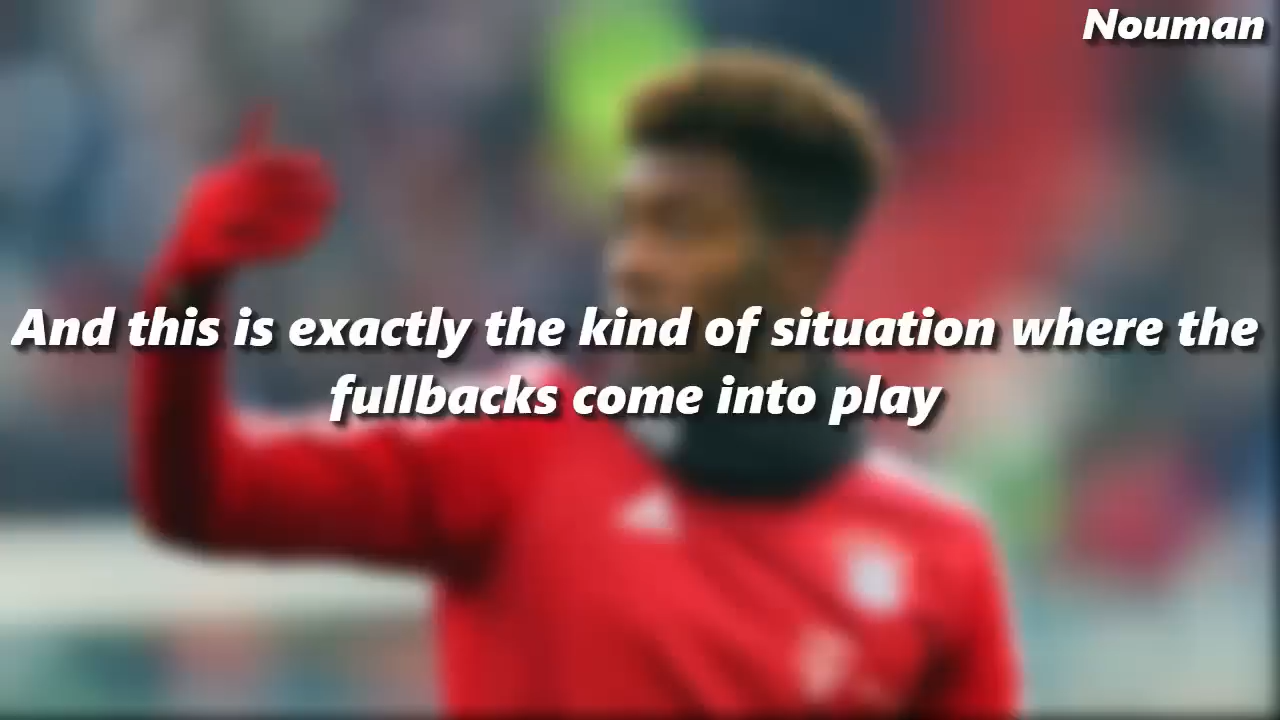 Nouman
And this is exactly the kind of situation where the
fullbacks come into play